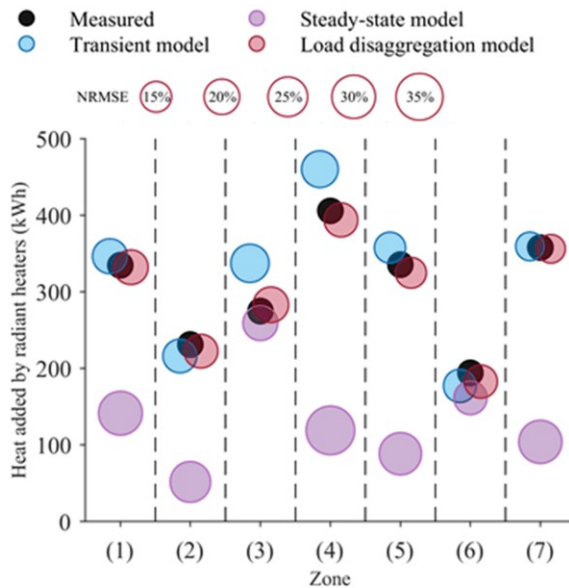 Measured
Steady-state model
Transient model
Load disaggregation model
NRMSE 15% 20% 25% 30% 35%
Heat added by radiant heaters (kWh)
500
400
300
200
100
0
(1) (2) (3) (4) (5) (6) (7)
Zone